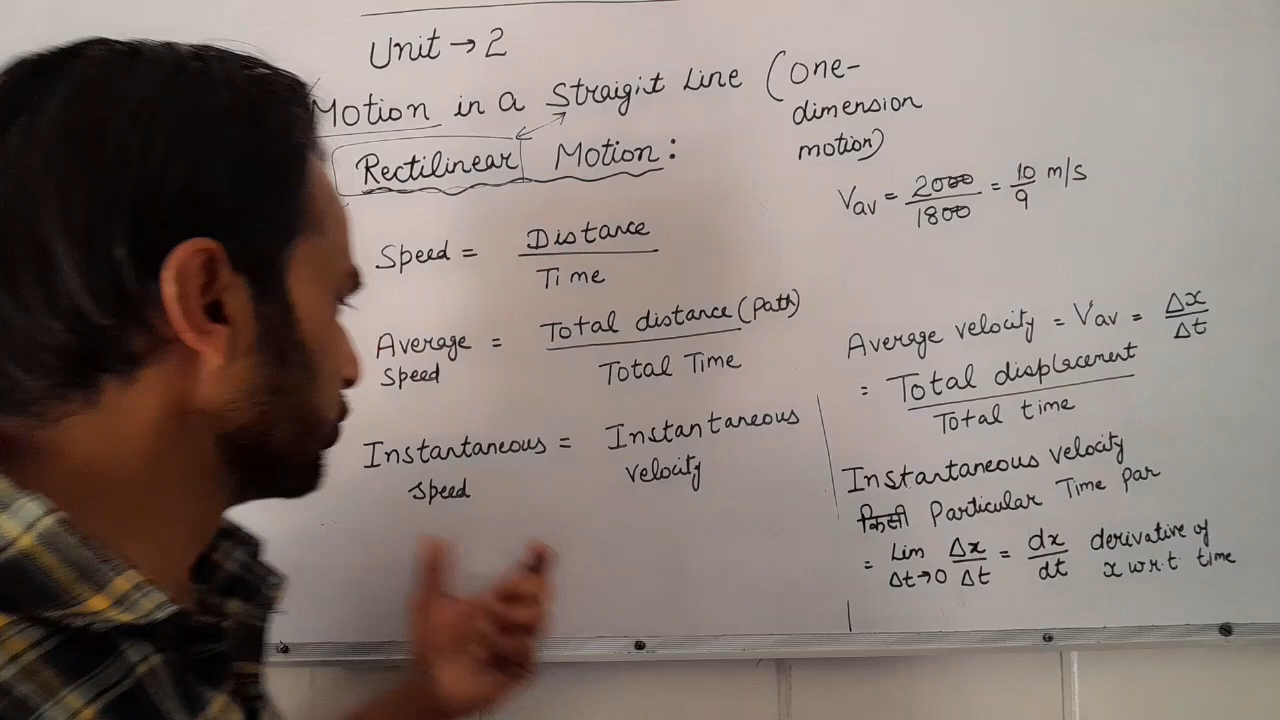 Unit → 2
Motion in a Straigit Line (One-
dimension
motion)
Rectilinear Motion:
Vav = 2000/1800 = 10/9 m/s
Speed = Distance/Time
Average Speed = Total distance (Path)/Total Time
Instantaneous Speed = Instantaneous velocity
Average velocity = Vav = Δx/Δt
= Total displacement/Total time
Instantaneous velocity
किसी Particular Time Par
= Lim Δt→0 Δx/Δt = dx/dt derivative of
x w.r.t. time